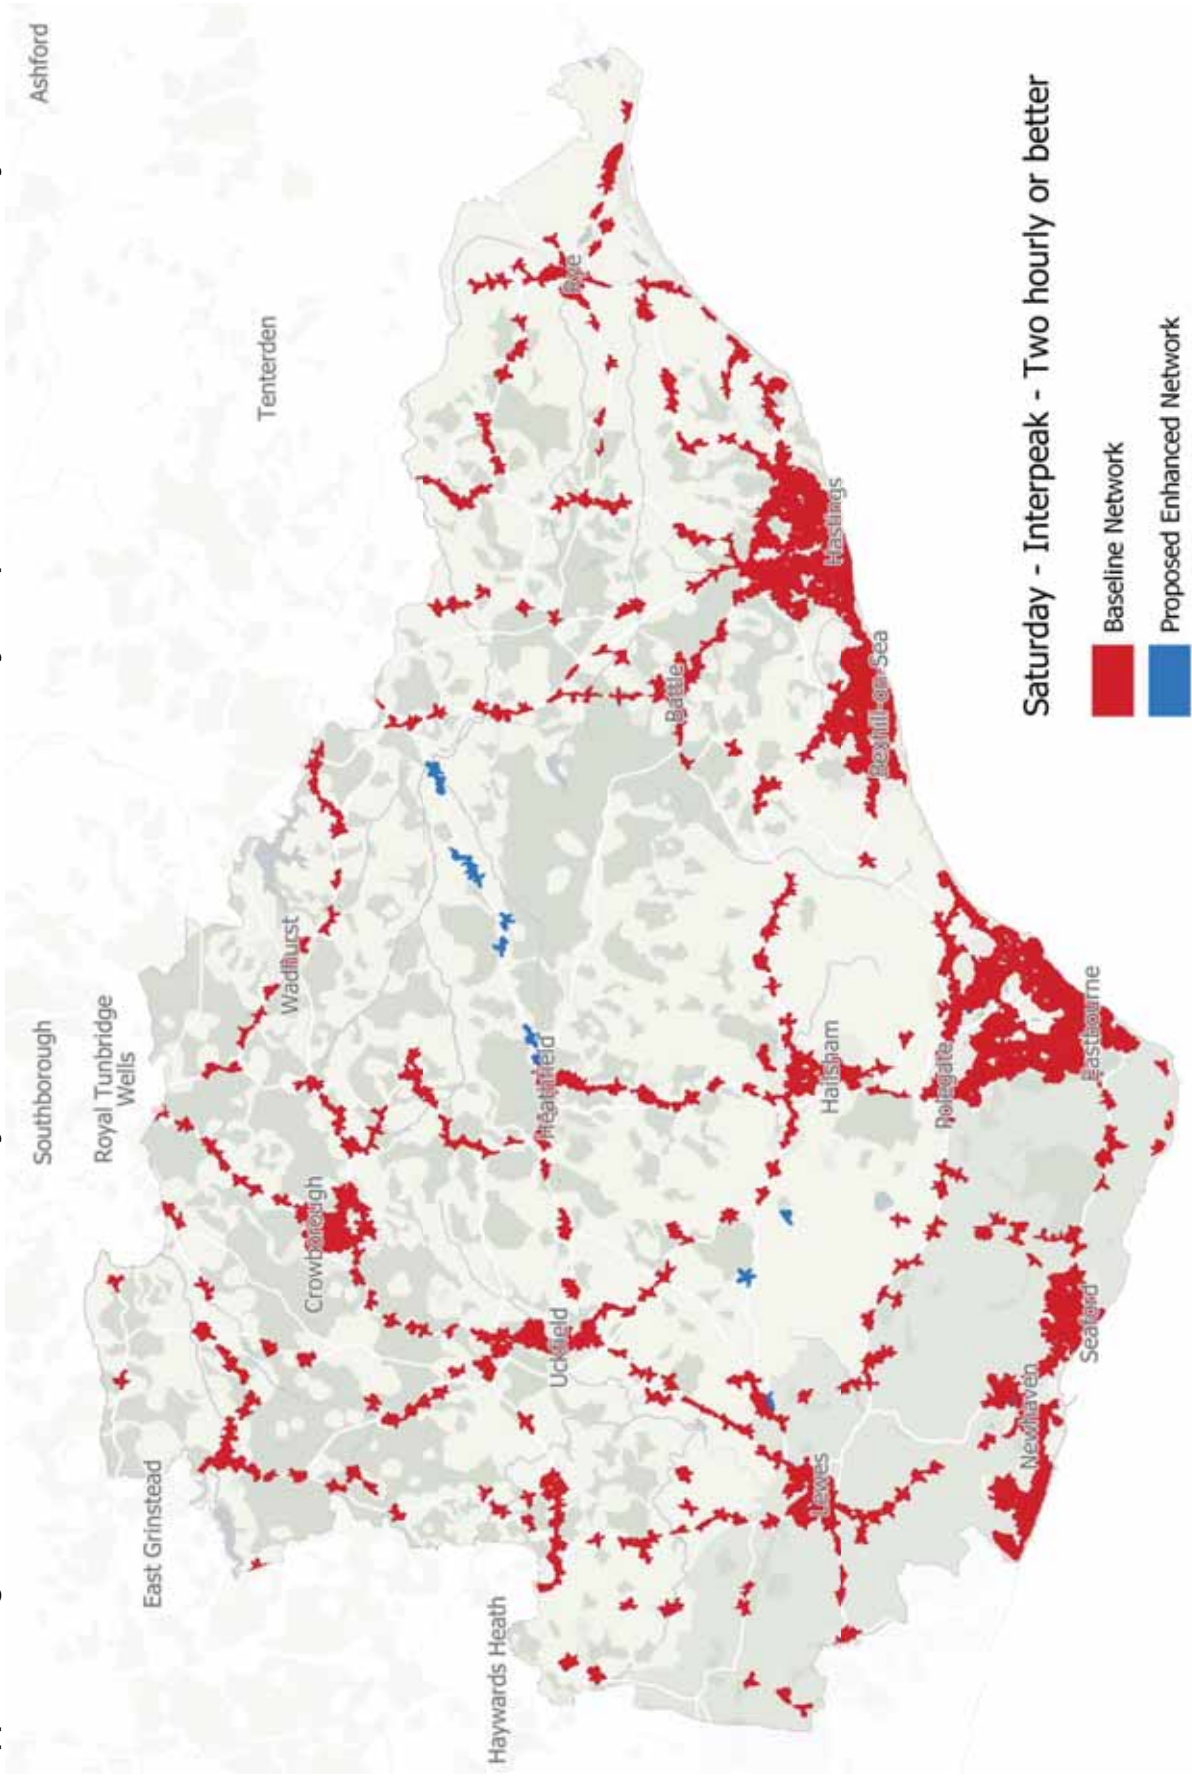 Ashford
Tenterden
Southborough
Royal Tunbridge
Wells
Wadhurst
Rye
Crowborough
East Grinstead
Heathfield
Battle
Hastings
Uckfield
Haywards Heath
Bexhill-on-Sea
Hailsham
Polegate
Lewes
Eastbourne
Newhaven
Seaford
Saturday - Interpeak - Two hourly or better
Baseline Network
Proposed Enhanced Network